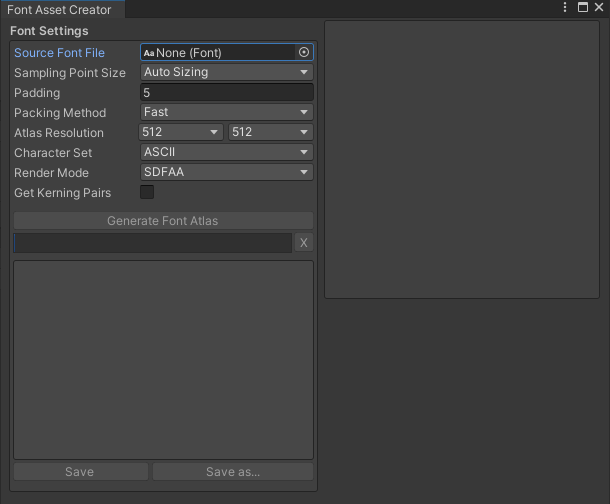 Font Asset Creator
Font Settings
Source Font File Aa None (Font)
Sampling Point Size Auto Sizing
Padding 5
Packing Method Fast
Atlas Resolution 512 512
Character Set ASCII
Render Mode SDFAA
Get Kerning Pairs
Generate Font Atlas
X
Save Save as...